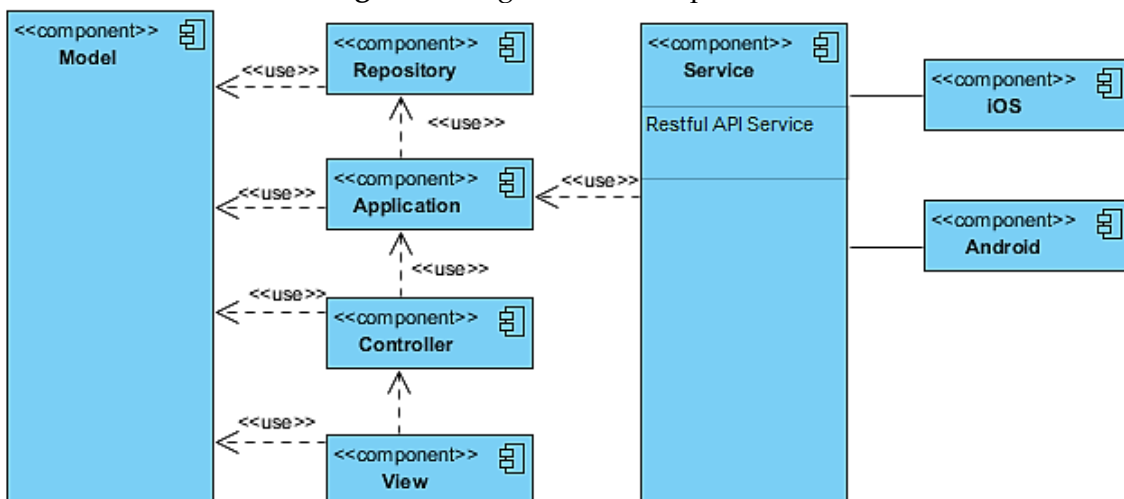 <<component>>
Model
<<use>>
<<component>>
Repository
<<use>>
<<use>>
<<component>>
Application
<<use>>
<<use>>
<<use>>
<<component>>
Controller
<<use>>
<<component>>
View
<<component>>
Service
Restful API Service
<<component>>
iOS
<<component>>
Android